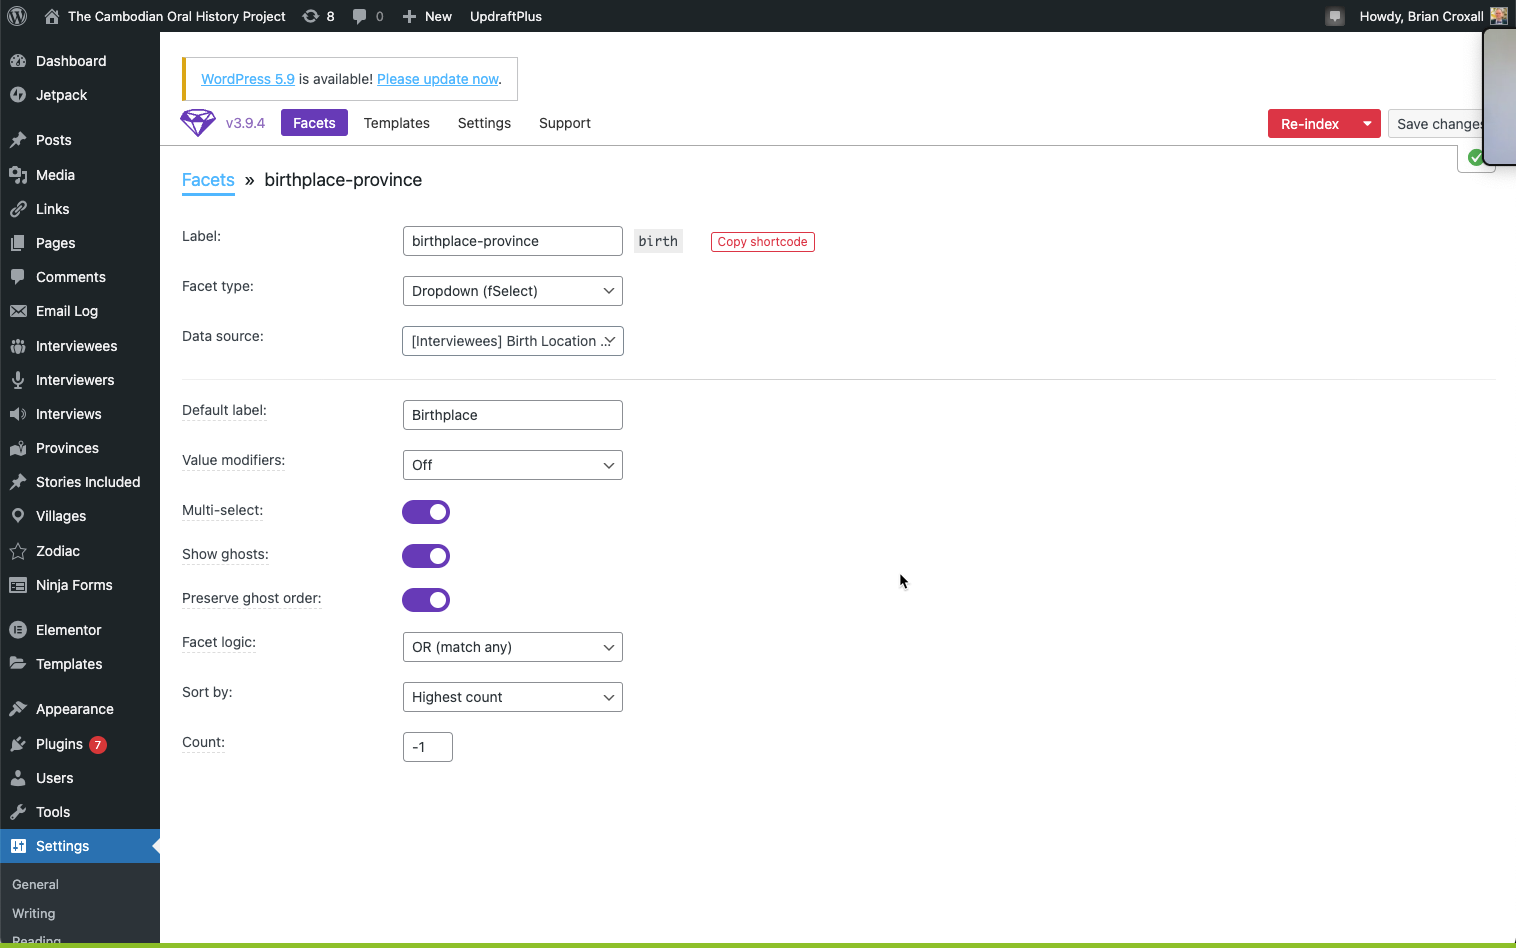 The Cambodian Oral History Project 8 0 New UpdraftPlus Howdy, Brian Croxall
Dashboard
Jetpack
Posts
Media
Links
Pages
Comments
Email Log
Interviewees
Interviewers
Interviews
Provinces
Stories Included
Villages
Zodiac
Ninja Forms
Elementor
Templates
Appearance
Plugins 7
Users
Tools
Settings
General
Writing
Reading
WordPress 5.9 is available! Please update now.
v3.9.4 Facets Templates Settings Support Re-index Save changes
Facets » birthplace-province
Label: birthplace-province birth Copy shortcode
Facet type: Dropdown (fSelect)
Data source: [Interviewees] Birth Location ...
Default label: Birthplace
Value modifiers: Off
Multi-select:
Show ghosts:
Preserve ghost order:
Facet logic: OR (match any)
Sort by: Highest count
Count: -1